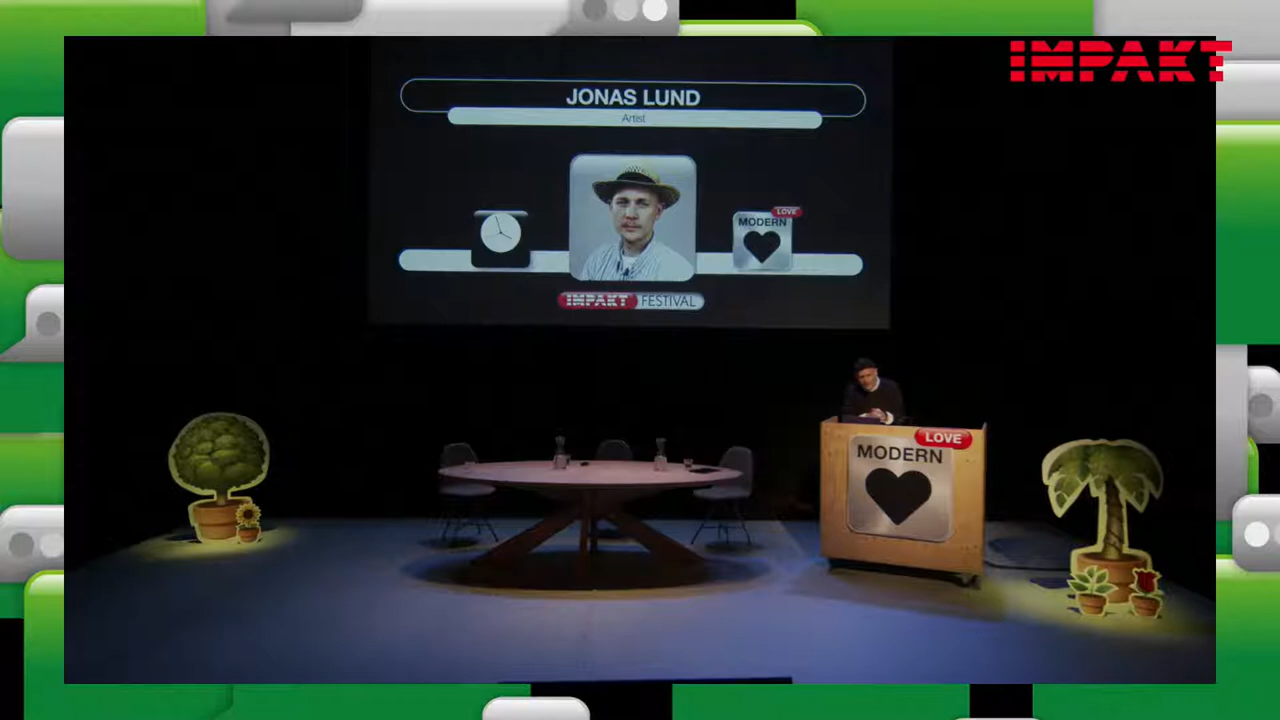 IMPAKT
JONAS LUND
Artist
LOVE
MODERN
IMPAKT FESTIVAL
LOVE
MODERN